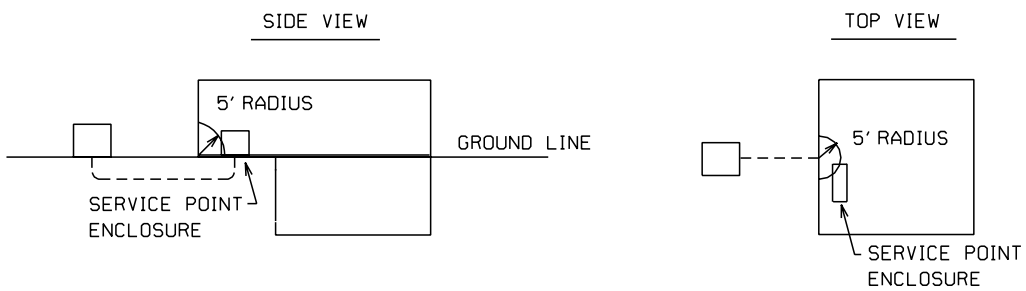 SIDE VIEW
5' RADIUS
GROUND LINE
SERVICE POINT
ENCLOSURE
TOP VIEW
5' RADIUS
SERVICE POINT
ENCLOSURE